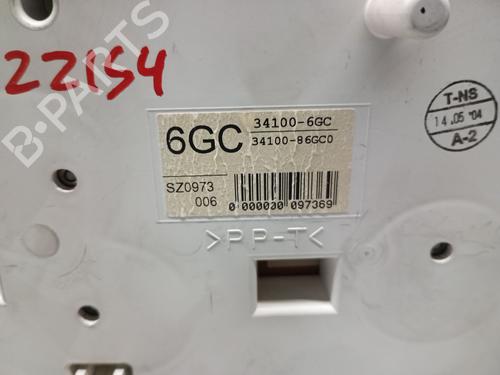 22154
B-PARTS
T-NS
14.05 '04
A-2
6GC
34100-6GC
34100-86GC0
SZ0973
006
0 000000 097369
>PP-T<